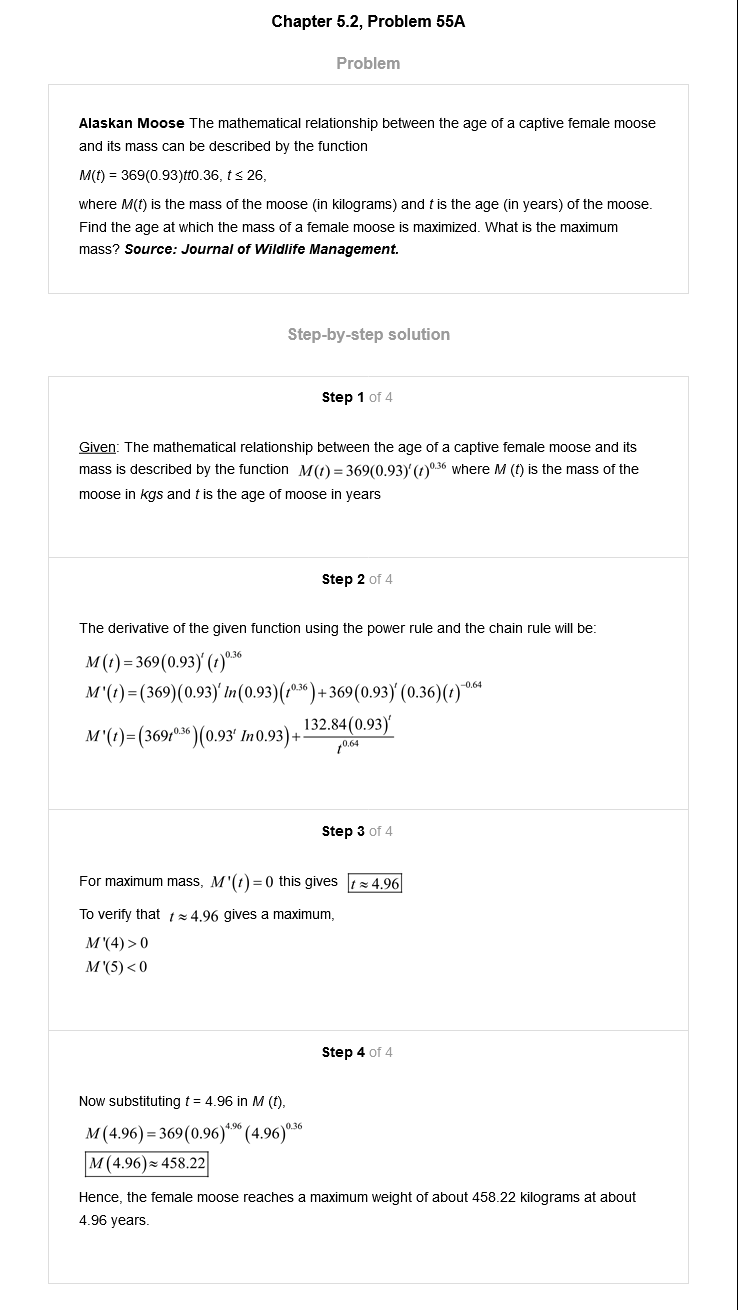 Chapter 5.2, Problem 55A
Problem
Alaskan Moose The mathematical relationship between the age of a captive female moose
and its mass can be described by the function
M(t) = 369(0.93)tt0.36, t ≤ 26,
where M(t) is the mass of the moose (in kilograms) and t is the age (in years) of the moose.
Find the age at which the mass of a female moose is maximized. What is the maximum
mass? Source: Journal of Wildlife Management.
Step-by-step solution
Step 1 of 4
Given: The mathematical relationship between the age of a captive female moose and its
mass is described by the function M(t) = 369(0.93)^t (t)^0.36 where M (t) is the mass of the
moose in kgs and t is the age of moose in years
Step 2 of 4
The derivative of the given function using the power rule and the chain rule will be:
M(t) = 369(0.93)^t (t)^0.36
M'(t) = (369)(0.93)^t ln(0.93)(t^0.36) + 369(0.93)^t (0.36)(t)^-0.64
M'(t) = (369t^0.36)(0.93^t In 0.93) + 132.84(0.93)^t / t^0.64
Step 3 of 4
For maximum mass, M'(t) = 0 this gives t ≈ 4.96
To verify that t ≈ 4.96 gives a maximum,
M'(4) > 0
M'(5) < 0
Step 4 of 4
Now substituting t = 4.96 in M (t),
M(4.96) = 369(0.96)^4.96 (4.96)^0.36
M(4.96) ≈ 458.22
Hence, the female moose reaches a maximum weight of about 458.22 kilograms at about
4.96 years.